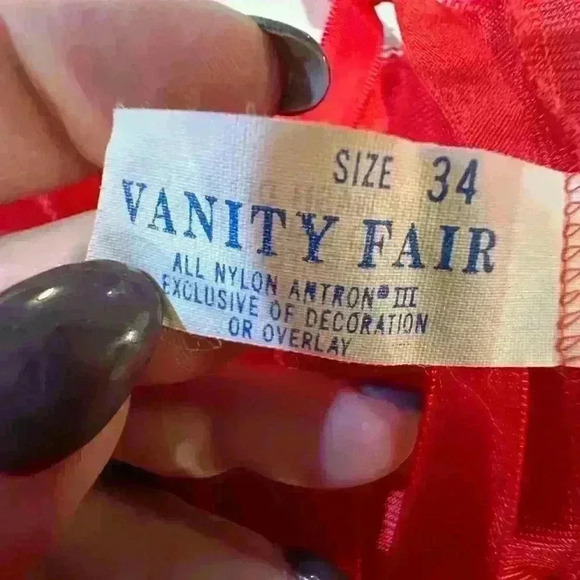 SIZE 34
VANITY FAIR
ALL NYLON ANTRON® III
EXCLUSIVE OF DECORATION
OR OVERLAY